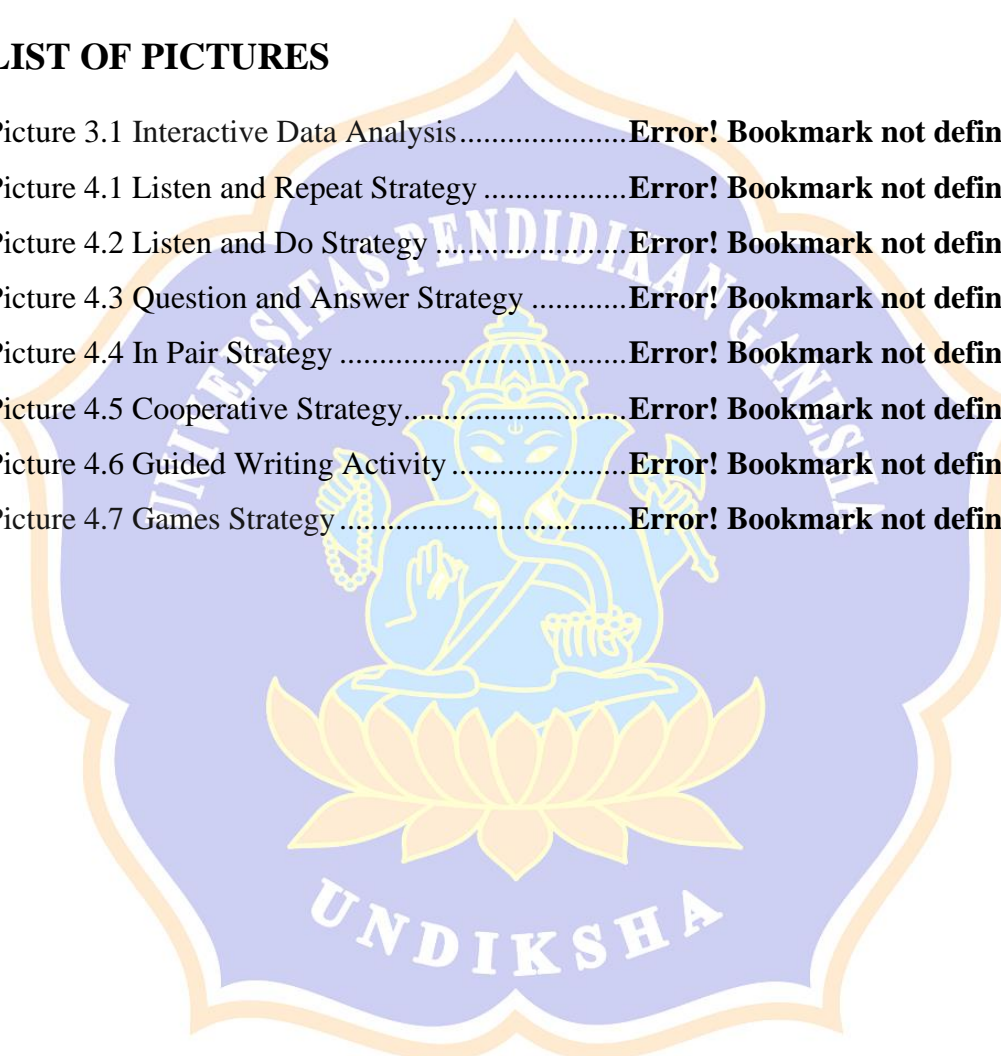 LIST OF PICTURES
Picture 3.1 Interactive Data Analysis....................Error! Bookmark not defin
Picture 4.1 Listen and Repeat Strategy ..................Error! Bookmark not defin
Picture 4.2 Listen and Do Strategy ........................Error! Bookmark not defin
Picture 4.3 Question and Answer Strategy ............Error! Bookmark not defin
Picture 4.4 In Pair Strategy ....................................Error! Bookmark not defin
Picture 4.5 Cooperative Strategy............................Error! Bookmark not defin
Picture 4.6 Guided Writing Activity ......................Error! Bookmark not defin
Picture 4.7 Games Strategy....................................Error! Bookmark not defin
UNIVERSITAS PENDIDIKAN GANESHA
UNDIKSHA